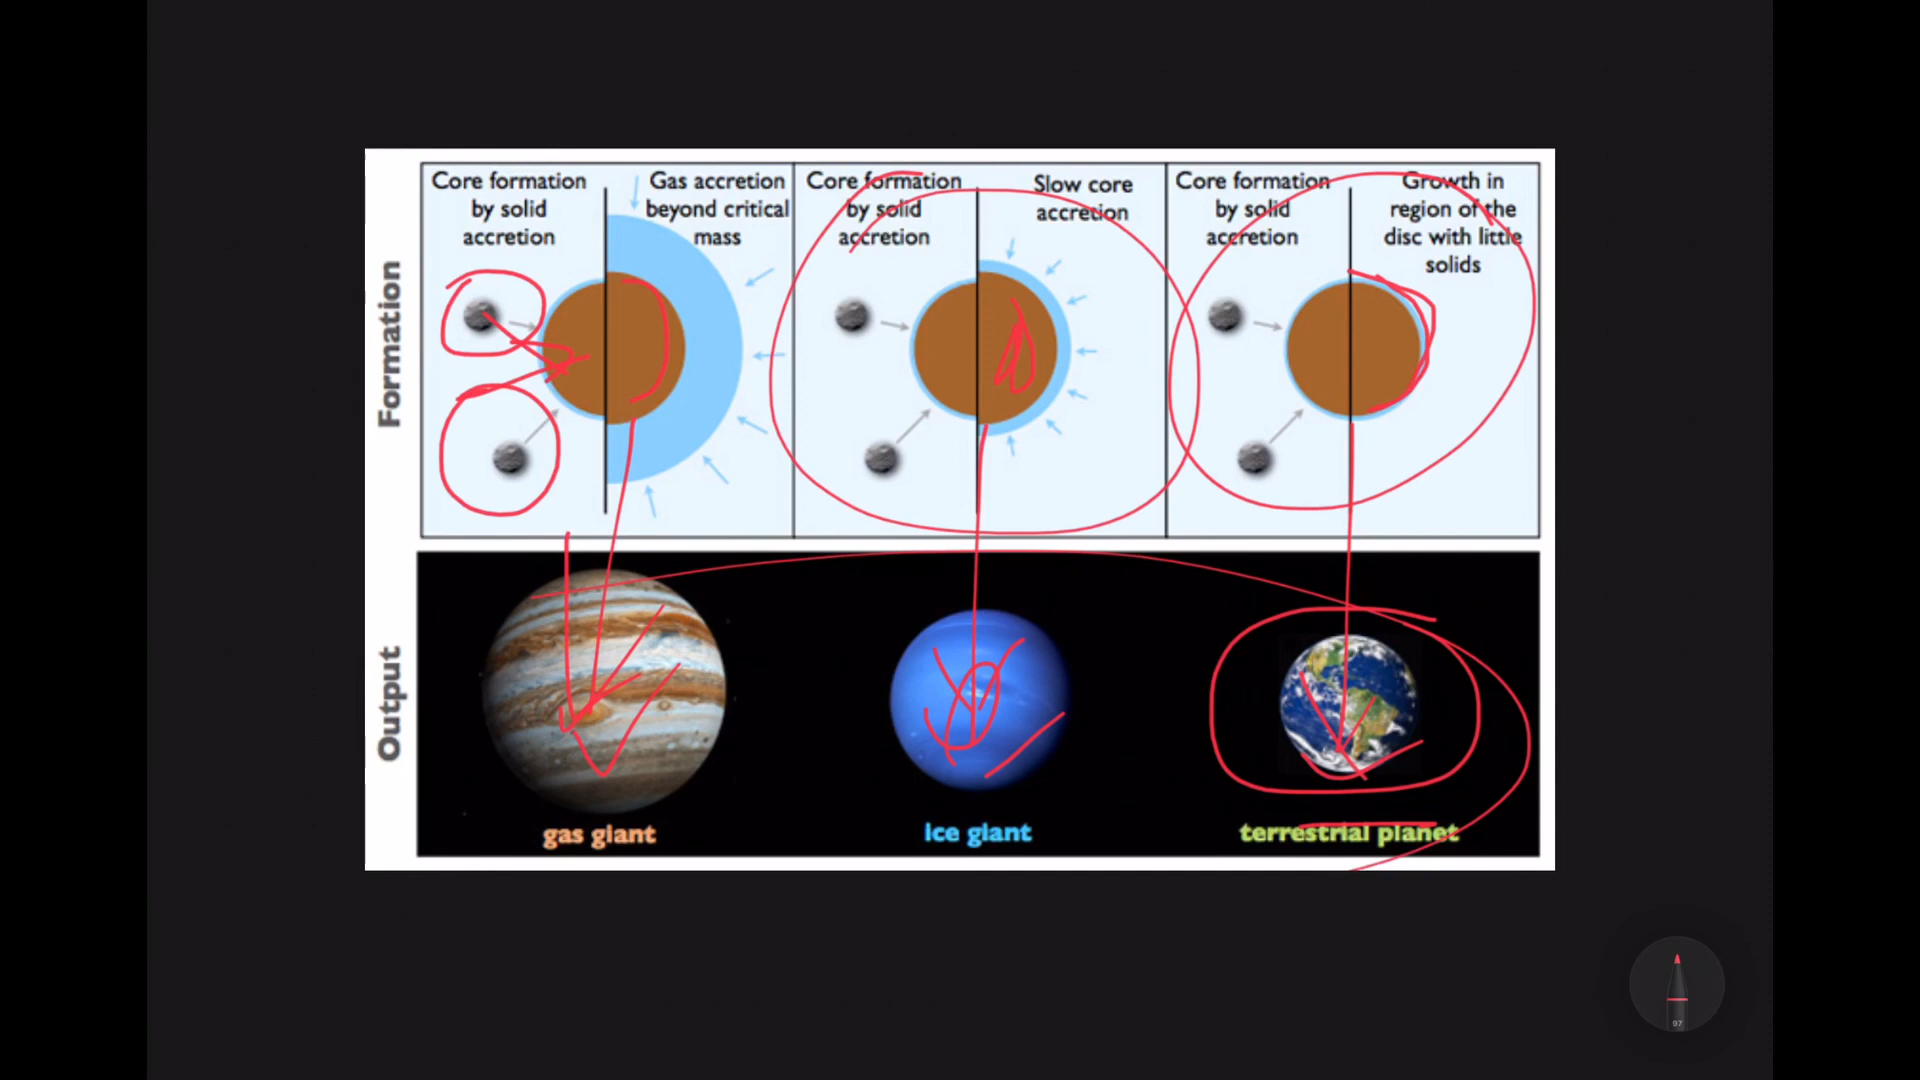 Formation
Core formation
by solid
accretion
Gas accretion
beyond critical
mass
Core formation
by solid
accretion
Slow core
accretion
Core formation
by solid
accretion
Growth in
region of the
disc with little
solids
Output
gas giant
ice giant
terrestrial planet
97